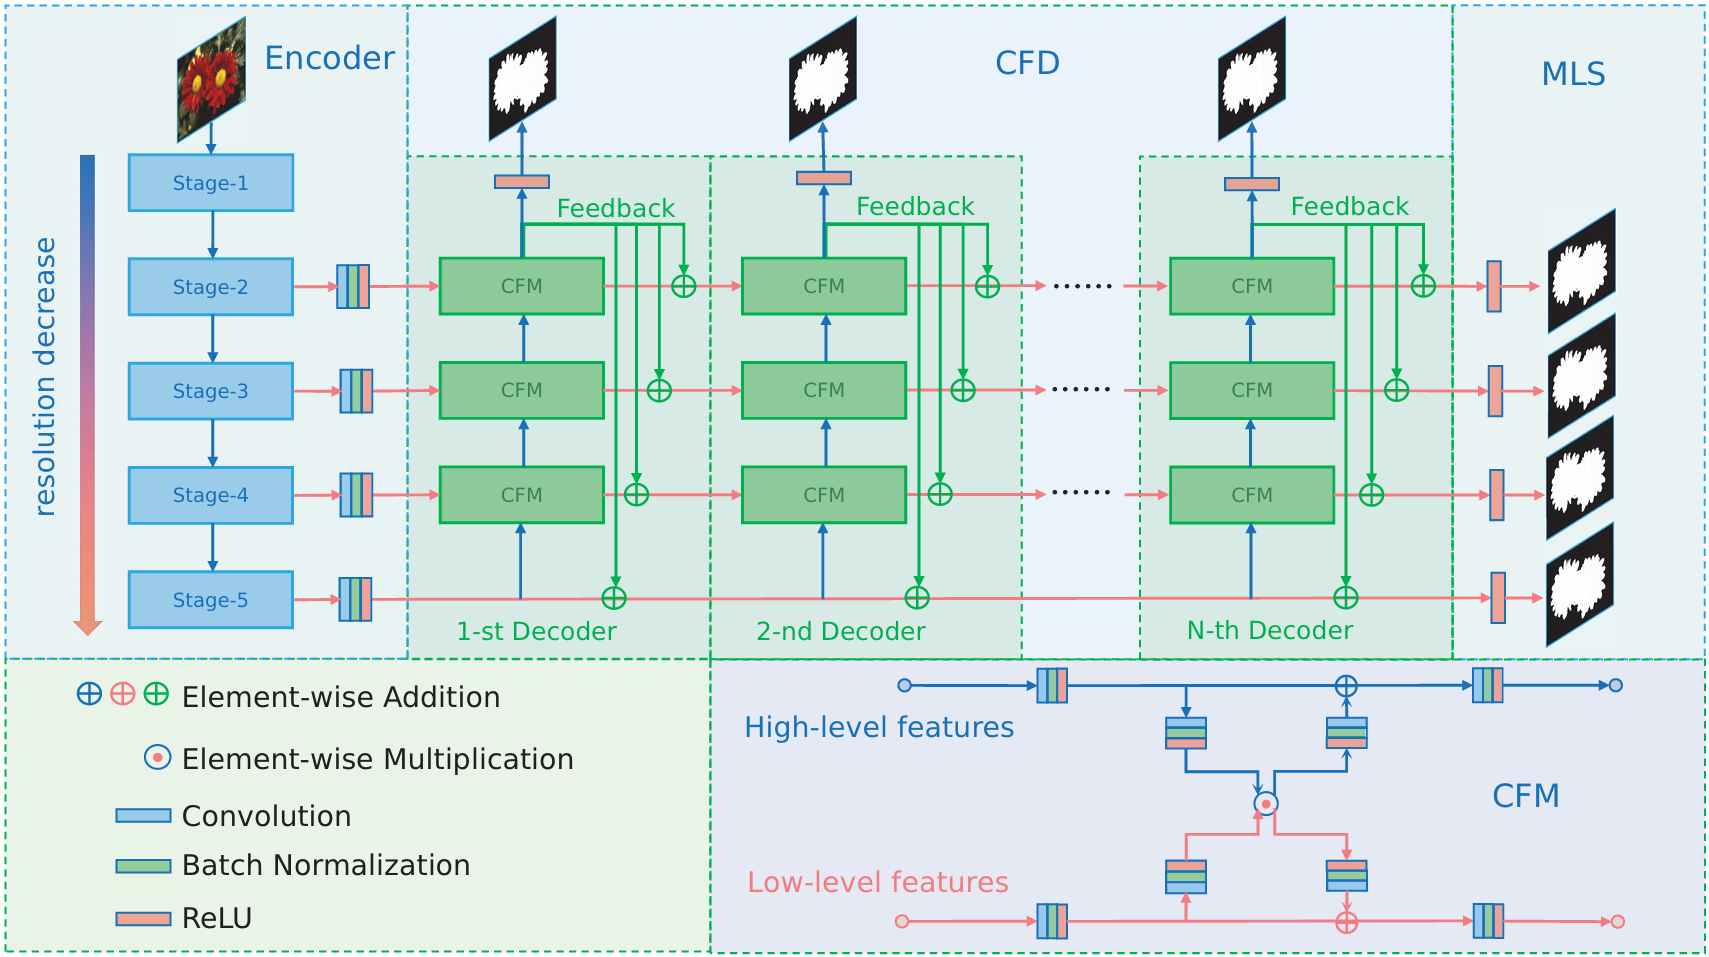 Encoder
CFD
MLS
resolution decrease
Stage-1
Stage-2
Stage-3
Stage-4
Stage-5
Feedback
CFM
CFM
CFM
1-st Decoder
Feedback
CFM
CFM
CFM
2-nd Decoder
......
......
......
Feedback
CFM
CFM
CFM
N-th Decoder
Element-wise Addition
Element-wise Multiplication
Convolution
Batch Normalization
ReLU
High-level features
CFM
Low-level features